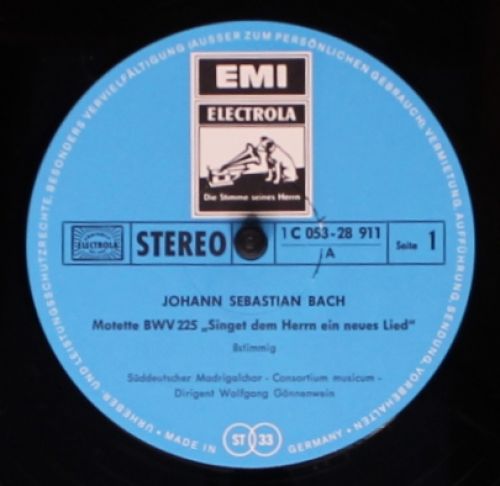 EMI
ELECTROLA
Die Stimme seines Herrn
ELECTROLA
STEREO
1 C 053-28 911
A
Seite 1
JOHANN SEBASTIAN BACH
Motette BWV 225 „Singet dem Herrn ein neues Lied"
8stimmig
Süddeutscher Madrigalchor - Consortium musicum -
Dirigent Wolfgang Gönnenwein
URHEBER- UND LEISTUNGSSCHUTZRECHTE, BESONDERS VERVIELFÄLTIGUNG (AUSSER ZUM PERSÖNLICHEN GEBRAUCH), VERMIETUNG, AUFFÜHRUNG, SENDUNG, VORBEHALTEN
• MADE IN GERMANY •
ST 33